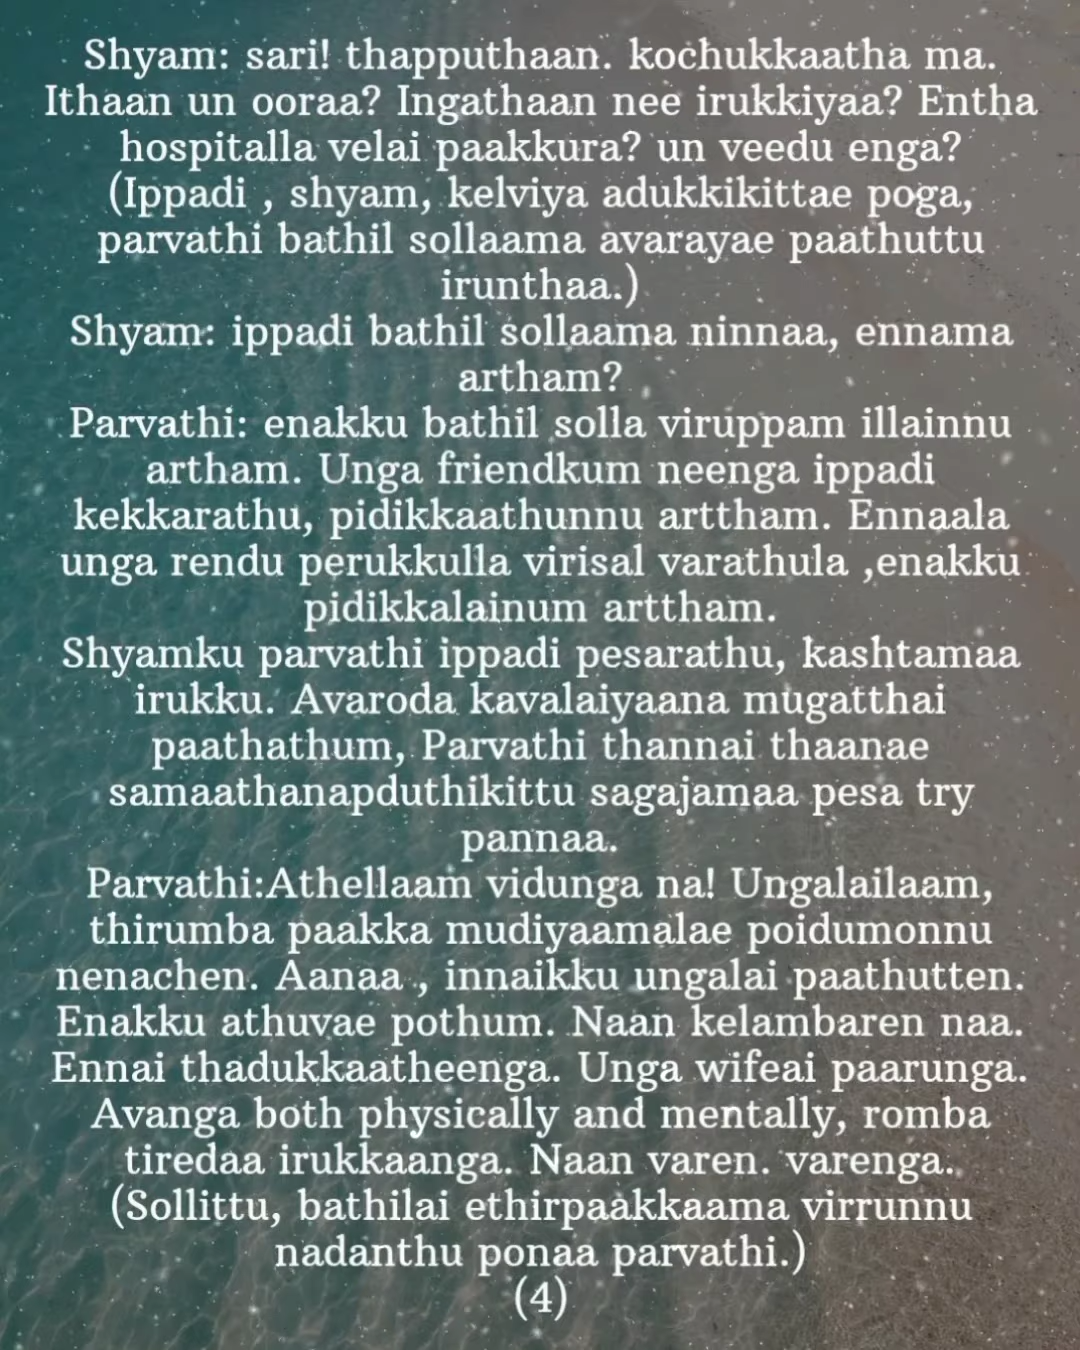 Shyam: sari! thapputhaan. kochukkaatha ma.
Ithaan un ooraa? Ingathaan nee irukkiyaa? Entha
hospitalla velai paakkura? un veedu enga?
(Ippadi , shyam, kelviya adukkikittae poga,
parvathi bathil sollaama avarayae paathuttu
irunthaa.)
Shyam: ippadi bathil sollaama ninnaa, ennama
artham?
Parvathi: enakku bathil solla viruppam illainnu
artham. Unga friendkum neenga ippadi
kekkarathu, pidikkaathunnu arttham. Ennaala
unga rendu perukkulla virisal varathula ,enakku
pidikkalainum arttham.
Shyamku parvathi ippadi pesarathu, kashtamaa
irukku. Avaroda kavalaiyaana mugatthai
paathathum, Parvathi thannai thaanae
samaathanapduthikittu sagajamaa pesa try
pannaa.
Parvathi:Athellaam vidunga na! Ungalailaam,
thirumba paakka mudiyaamalae poidumonnu
nenachen. Aanaa , innaikku ungalai paathutten.
Enakku athuvae pothum. Naan kelambaren naa.
Ennai thadukkaatheenga. Unga wifeai paarunga.
Avanga both physically and mentally, romba
tiredaa irukkaanga. Naan varen. varenga.
(Sollittu, bathilai ethirpaakkaama virrunnu
nadanthu ponaa parvathi.)
(4)